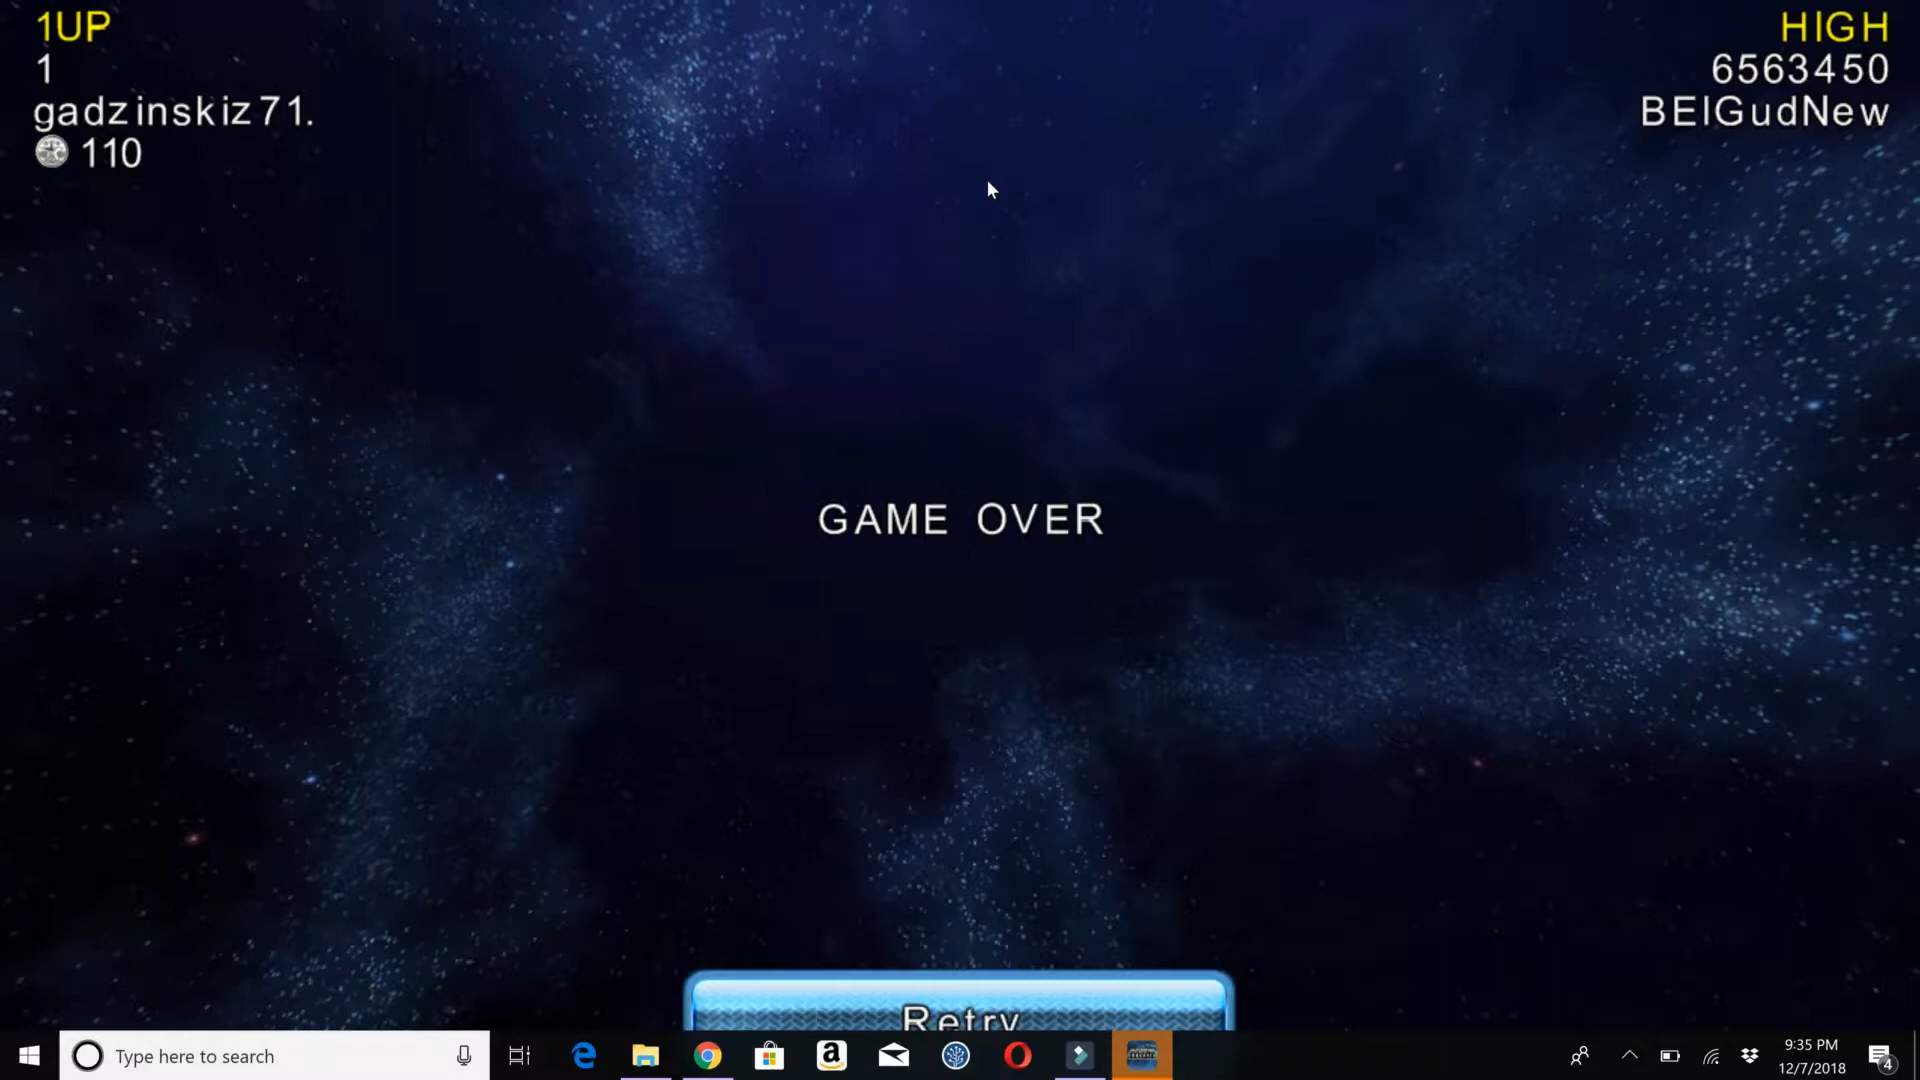 1UP
1
gadzinskiz71.
110
HIGH
6563450
BEIGudNew
GAME OVER
Retry
Type here to search
9:35 PM
12/7/2018
4